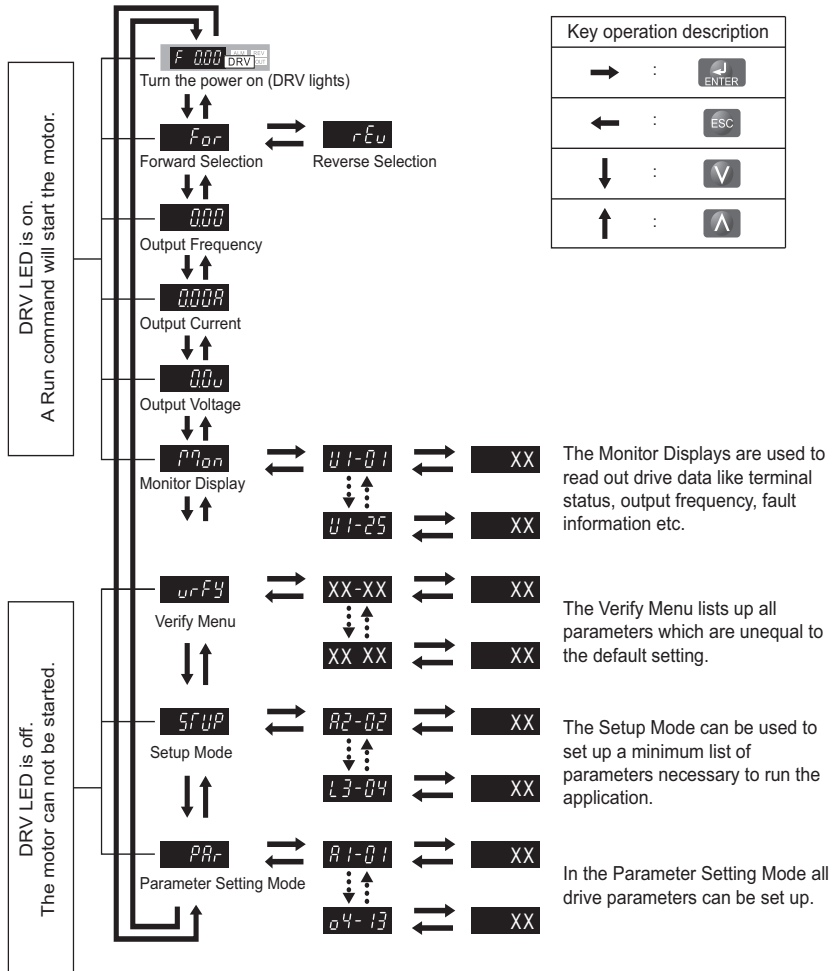 F 0.00
ALM REV
DRV OUT
Turn the power on (DRV lights)
For
rEv
Forward Selection
Reverse Selection
0.00
Output Frequency
0.00A
Output Current
0.0v
Output Voltage
Mon
Monitor Display
U1-01
XX
U1-25
XX
The Monitor Displays are used to
read out drive data like terminal
status, output frequency, fault
information etc.
vrFy
Verify Menu
XX-XX
XX
XX XX
XX
The Verify Menu lists up all
parameters which are unequal to
the default setting.
STUP
Setup Mode
A2-02
XX
L3-04
XX
The Setup Mode can be used to
set up a minimum list of
parameters necessary to run the
application.
PAr
Parameter Setting Mode
A1-01
XX
o4-13
XX
In the Parameter Setting Mode all
drive parameters can be set up.
DRV LED is on.
A Run command will start the motor.
DRV LED is off.
The motor can not be started.
Key operation description
: ENTER
: ESC
:
: